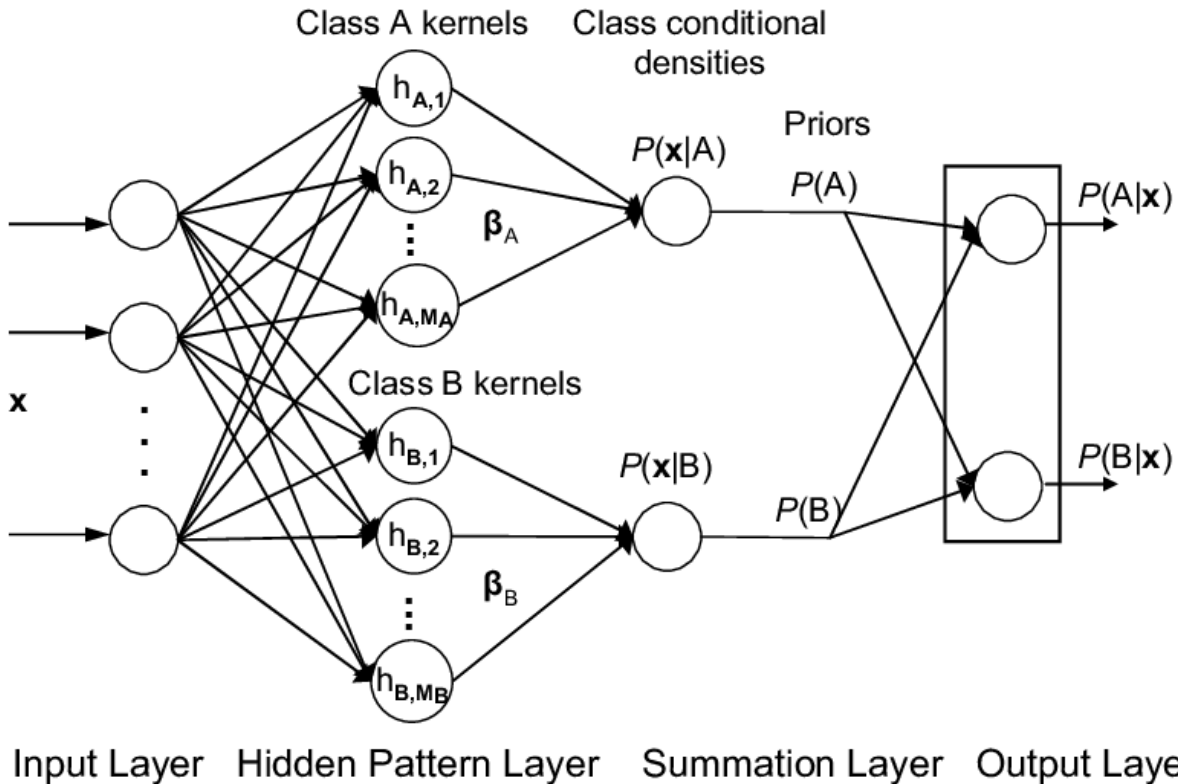 Class A kernels
Class conditional
densities
h_A,1
Priors
P(x|A)
h_A,2
P(A)
P(A|x)
β_A
h_A,M_A
Class B kernels
x
h_B,1
P(x|B)
P(B|x)
P(B)
h_B,2
β_B
h_B,M_B
Input Layer Hidden Pattern Layer Summation Layer Output Laye